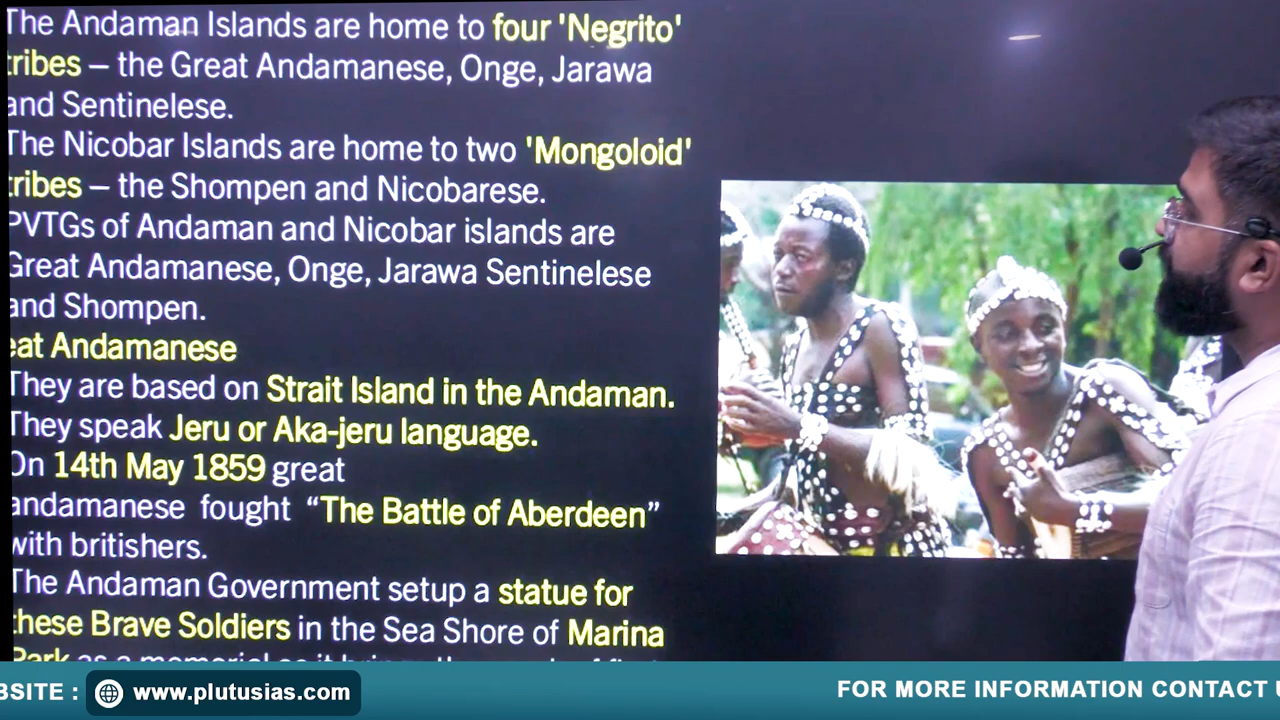 The Andaman Islands are home to four 'Negrito'
tribes – the Great Andamanese, Onge, Jarawa
and Sentinelese.
The Nicobar Islands are home to two 'Mongoloid'
tribes – the Shompen and Nicobarese.
PVTGs of Andaman and Nicobar islands are
Great Andamanese, Onge, Jarawa Sentinelese
and Shompen.
eat Andamanese
They are based on Strait Island in the Andaman.
They speak Jeru or Aka-jeru language.
On 14th May 1859 great
andamanese fought “The Battle of Aberdeen”
with britishers.
The Andaman Government setup a statue for
these Brave Soldiers in the Sea Shore of Marina
Park as a memorial as it
BSITE : www.plutusias.com
FOR MORE INFORMATION CONTACT U